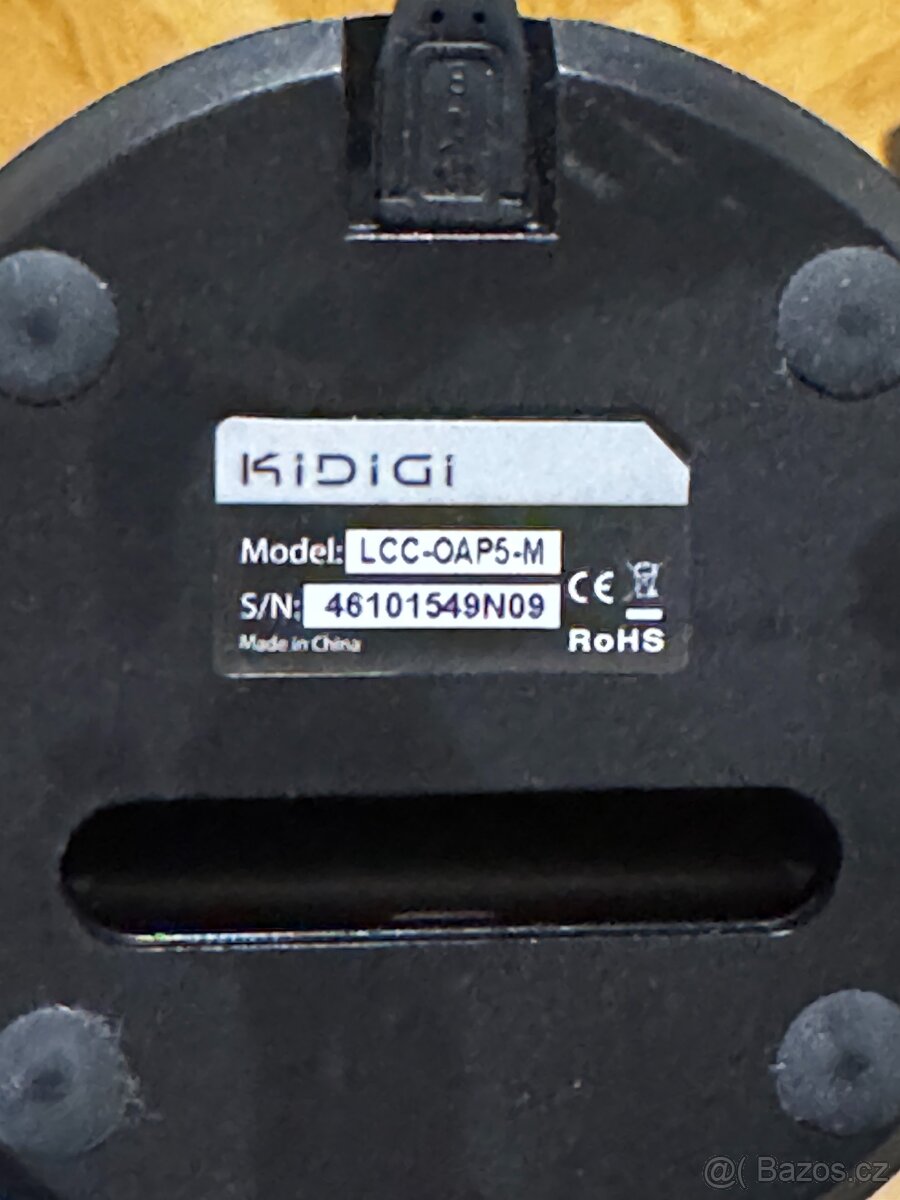 KiDiGi
Model: LCC-OAP5-M
S/N: 46101549N09
CE
Made in China
RoHS
@( Bazos.cz